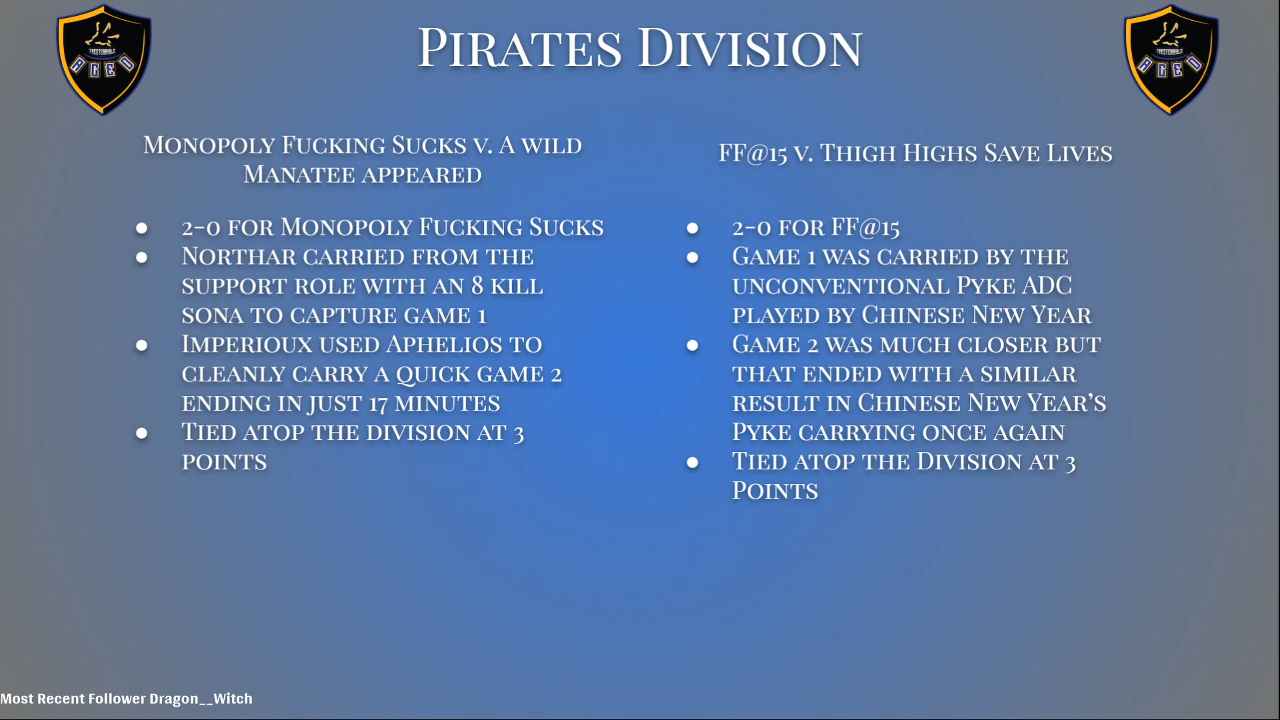 Pirates Division
AGEO
AGEO
Monopoly Fucking Sucks v. A wild
Manatee appeared
● 2-0 for Monopoly Fucking Sucks
● Northar carried from the
support role with an 8 kill
sona to capture game 1
● Imperioux used Aphelios to
cleanly carry a quick game 2
ending in just 17 minutes
● Tied atop the division at 3
points
FF@15 v. Thigh Highs Save Lives
● 2-0 for FF@15
● Game 1 was carried by the
unconventional Pyke ADC
played by Chinese New Year
● Game 2 was much closer but
that ended with a similar
result in Chinese New Year’s
Pyke carrying once again
● Tied atop the Division at 3
Points
Most Recent Follower Dragon__Witch